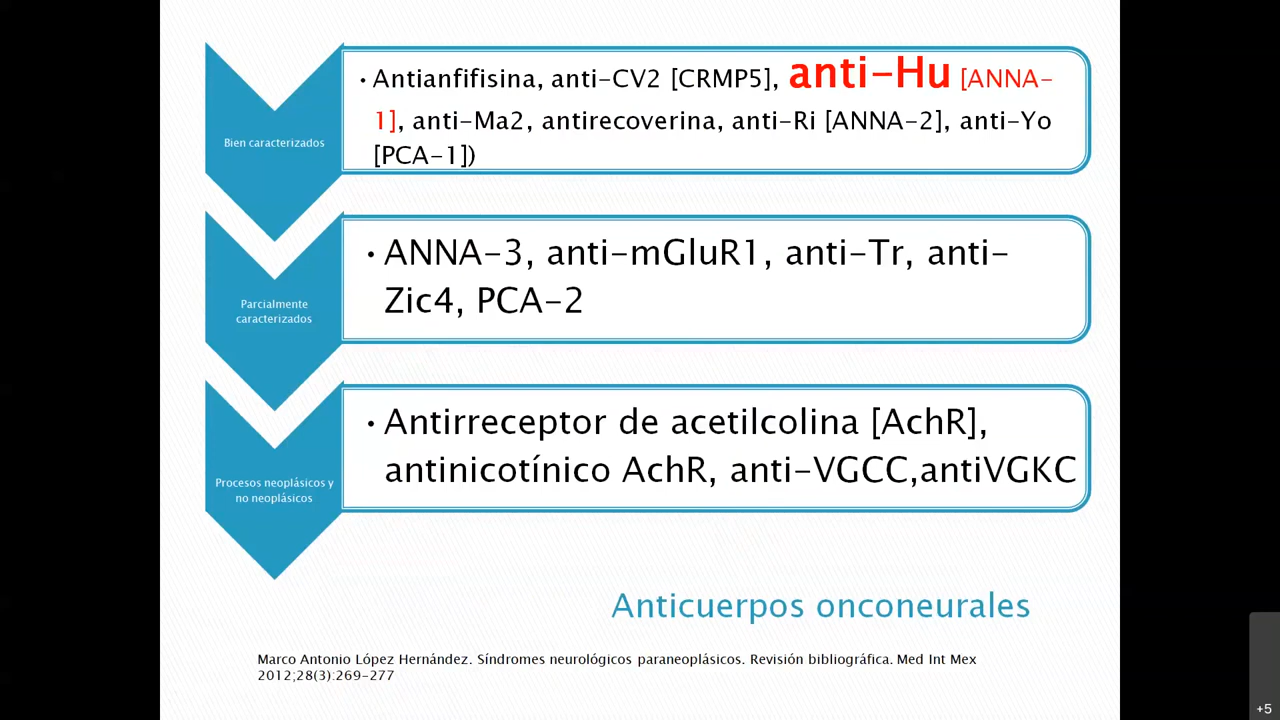 • Antianfifisina, anti-CV2 [CRMP5], anti-Hu [ANNA-
1], anti-Ma2, antirecoverina, anti-Ri [ANNA-2], anti-Yo
[PCA-1])
Bien caracterizados
• ANNA-3, anti-mGluR1, anti-Tr, anti-
Zic4, PCA-2
Parcialmente
caracterizados
• Antirreceptor de acetilcolina [AchR],
antinicotínico AchR, anti-VGCC,antiVGKC
Procesos neoplásicos y
no neoplásicos
Anticuerpos onconeurales
Marco Antonio López Hernández. Síndromes neurológicos paraneoplásicos. Revisión bibliográfica. Med Int Mex
2012;28(3):269-277
+5